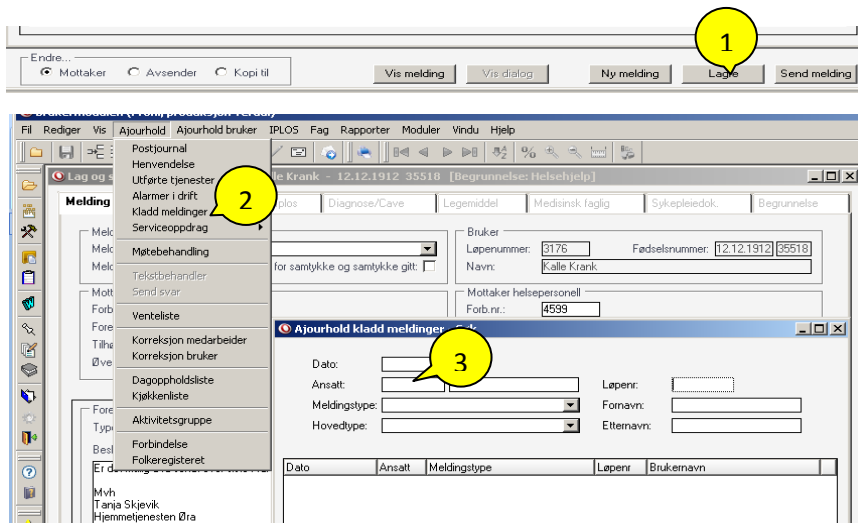 1
Endre...
Mottaker Avsender Kopi til Vis melding Vis dialog Ny melding Lagre Send melding
Fil Rediger Vis Ajourhold Ajourhold bruker IPLOS Fag Rapporter Moduler Vindu Hjelp
Postjournal
Henvendelse
Utførte tjenester
Alarmer i drift
Kladd meldinger
Serviceoppdrag
Møtebehandling
Tekstbehandler
Send svar
Venteliste
Korreksjon medarbeider
Korreksjon bruker
Dagoppholdsliste
Kjøkkenliste
Aktivitetsgruppe
Forbindelse
Folkeregisteret
2
Lag og s le Krank - 12.12.1912 35518 [Begrunnelse: Helsehjelp]
Melding plos Diagnose/Cave Legemiddel Medisinsk faglig Sykepleiedok. Begrunnelse
Bruker
Løpenummer: 3176 Fødselsnummer: 12.12.1912 35518
for samtykke og samtykke gitt: Navn: Kalle Krank
Mottaker helsepersonell
Forb.nr.: 4599
Ajourhold kladd meldinger
3
Dato:
Ansatt: Løpenr:
Meldingstype: Fornavn:
Hovedtype: Etternavn:
Dato Ansatt Meldingstype Løpenr Brukernavn
Mvh
Tanja Skjevik
Hjemmetjenesten Øra